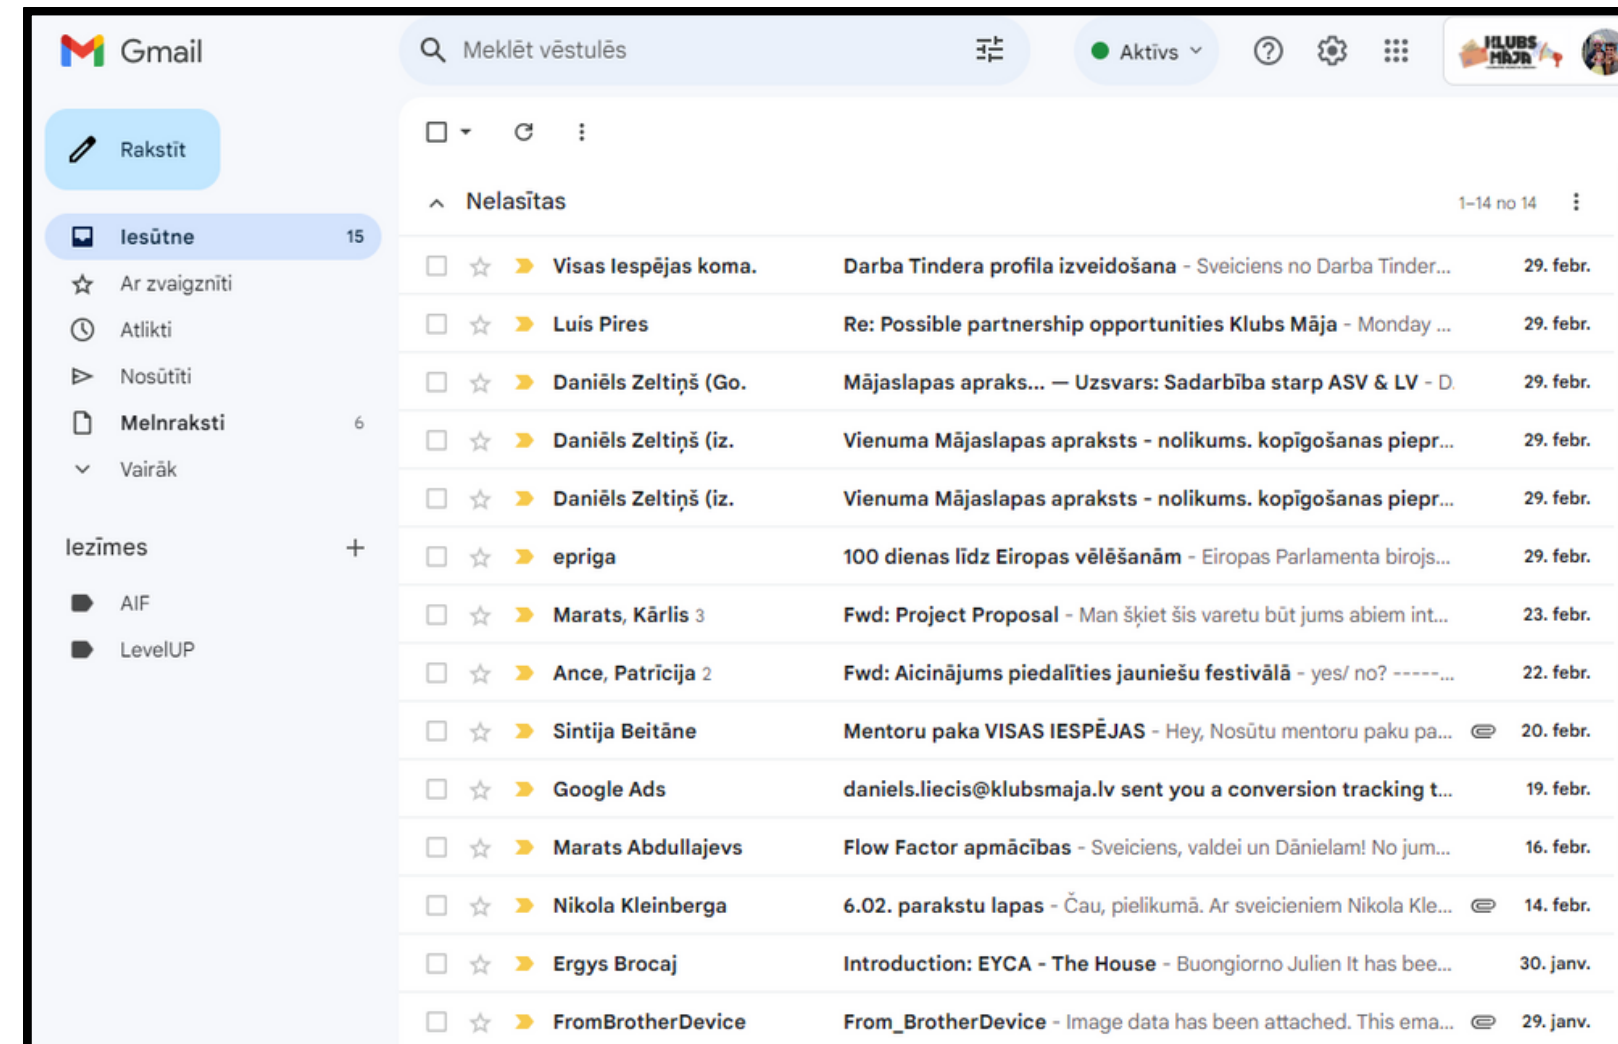 Gmail
Meklēt vēstulēs
Aktīvs
KLUBS
MĀJA
Rakstīt
Iesūtne 15
Ar zvaigznīti
Atlikti
Nosūtīti
Melnraksti 6
Vairāk
Iezīmes
AIF
LevelUP
Nelasītas 1–14 no 14
Visas Iespējas koma. Darba Tindera profila izveidošana - Sveiciens no Darba Tinder... 29. febr.
Luís Pires Re: Possible partnership opportunities Klubs Māja - Monday ... 29. febr.
Daniēls Zeltiņš (Go. Mājaslapas apraks... — Uzsvars: Sadarbība starp ASV & LV - D. 29. febr.
Daniēls Zeltiņš (iz. Vienuma Mājaslapas apraksts - nolikums. kopīgošanas piepr... 29. febr.
Daniēls Zeltiņš (iz. Vienuma Mājaslapas apraksts - nolikums. kopīgošanas piepr... 29. febr.
epriga 100 dienas līdz Eiropas vēlēšanām - Eiropas Parlamenta birojs... 29. febr.
Marats, Kārlis 3 Fwd: Project Proposal - Man šķiet šis varetu būt jums abiem int... 23. febr.
Ance, Patrīcija 2 Fwd: Aicinājums piedalīties jauniešu festivālā - yes/ no? -----... 22. febr.
Sintija Beitāne Mentoru paka VISAS IESPĒJAS - Hey, Nosūtu mentoru paku pa... 20. febr.
Google Ads daniels.liecis@klubsmaja.lv sent you a conversion tracking t... 19. febr.
Marats Abdullajevs Flow Factor apmācības - Sveiciens, valdei un Dānielam! No jum... 16. febr.
Nikola Kleinberga 6.02. parakstu lapas - Čau, pielikumā. Ar sveicieniem Nikola Kle... 14. febr.
Ergys Brocaj Introduction: EYCA - The House - Buongiorno Julien It has bee... 30. janv.
FromBrotherDevice From_BrotherDevice - Image data has been attached. This ema... 29. janv.